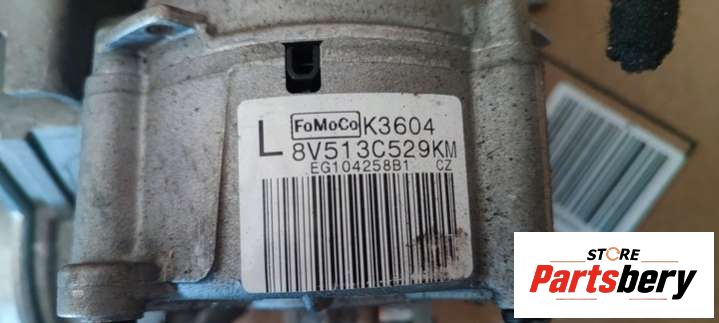 L FoMoCo K3604
8V513C529KM
EG104258B1 CZ
STORE
Partsbery